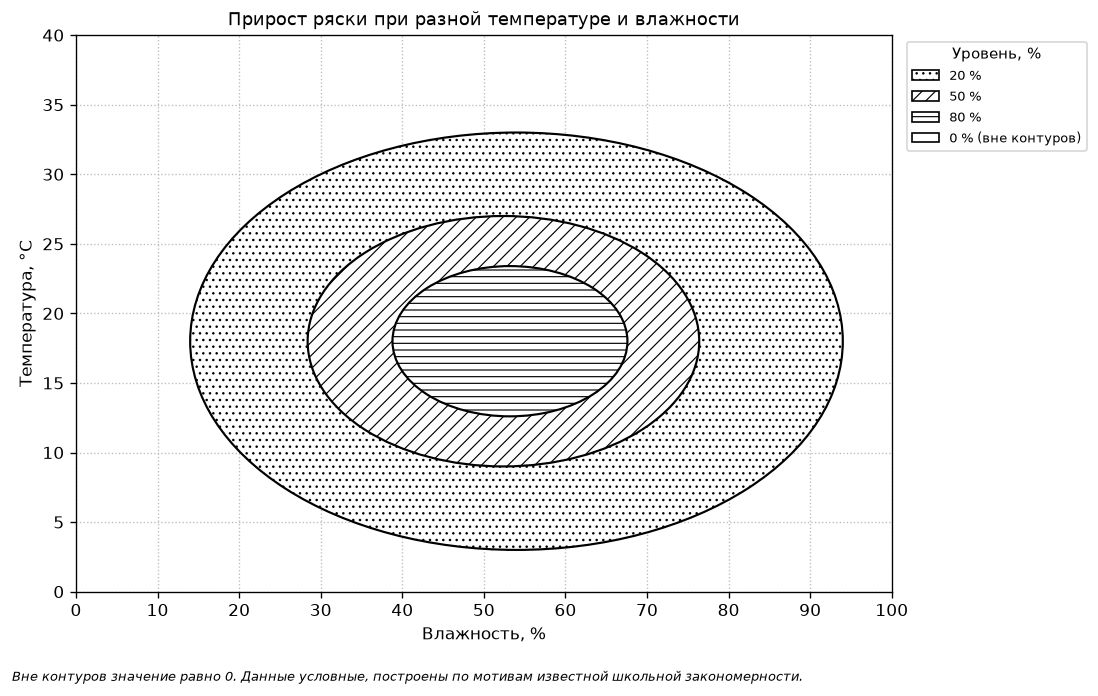 Прирост ряски при разной температуре и влажности
40
35
30
25
20
15
10
5
0
Температура, °C
0 10 20 30 40 50 60 70 80 90 100
Влажность, %
Уровень, %
20 %
50 %
80 %
0 % (вне контуров)
Вне контуров значение равно 0. Данные условные, построены по мотивам известной школьной закономерности.